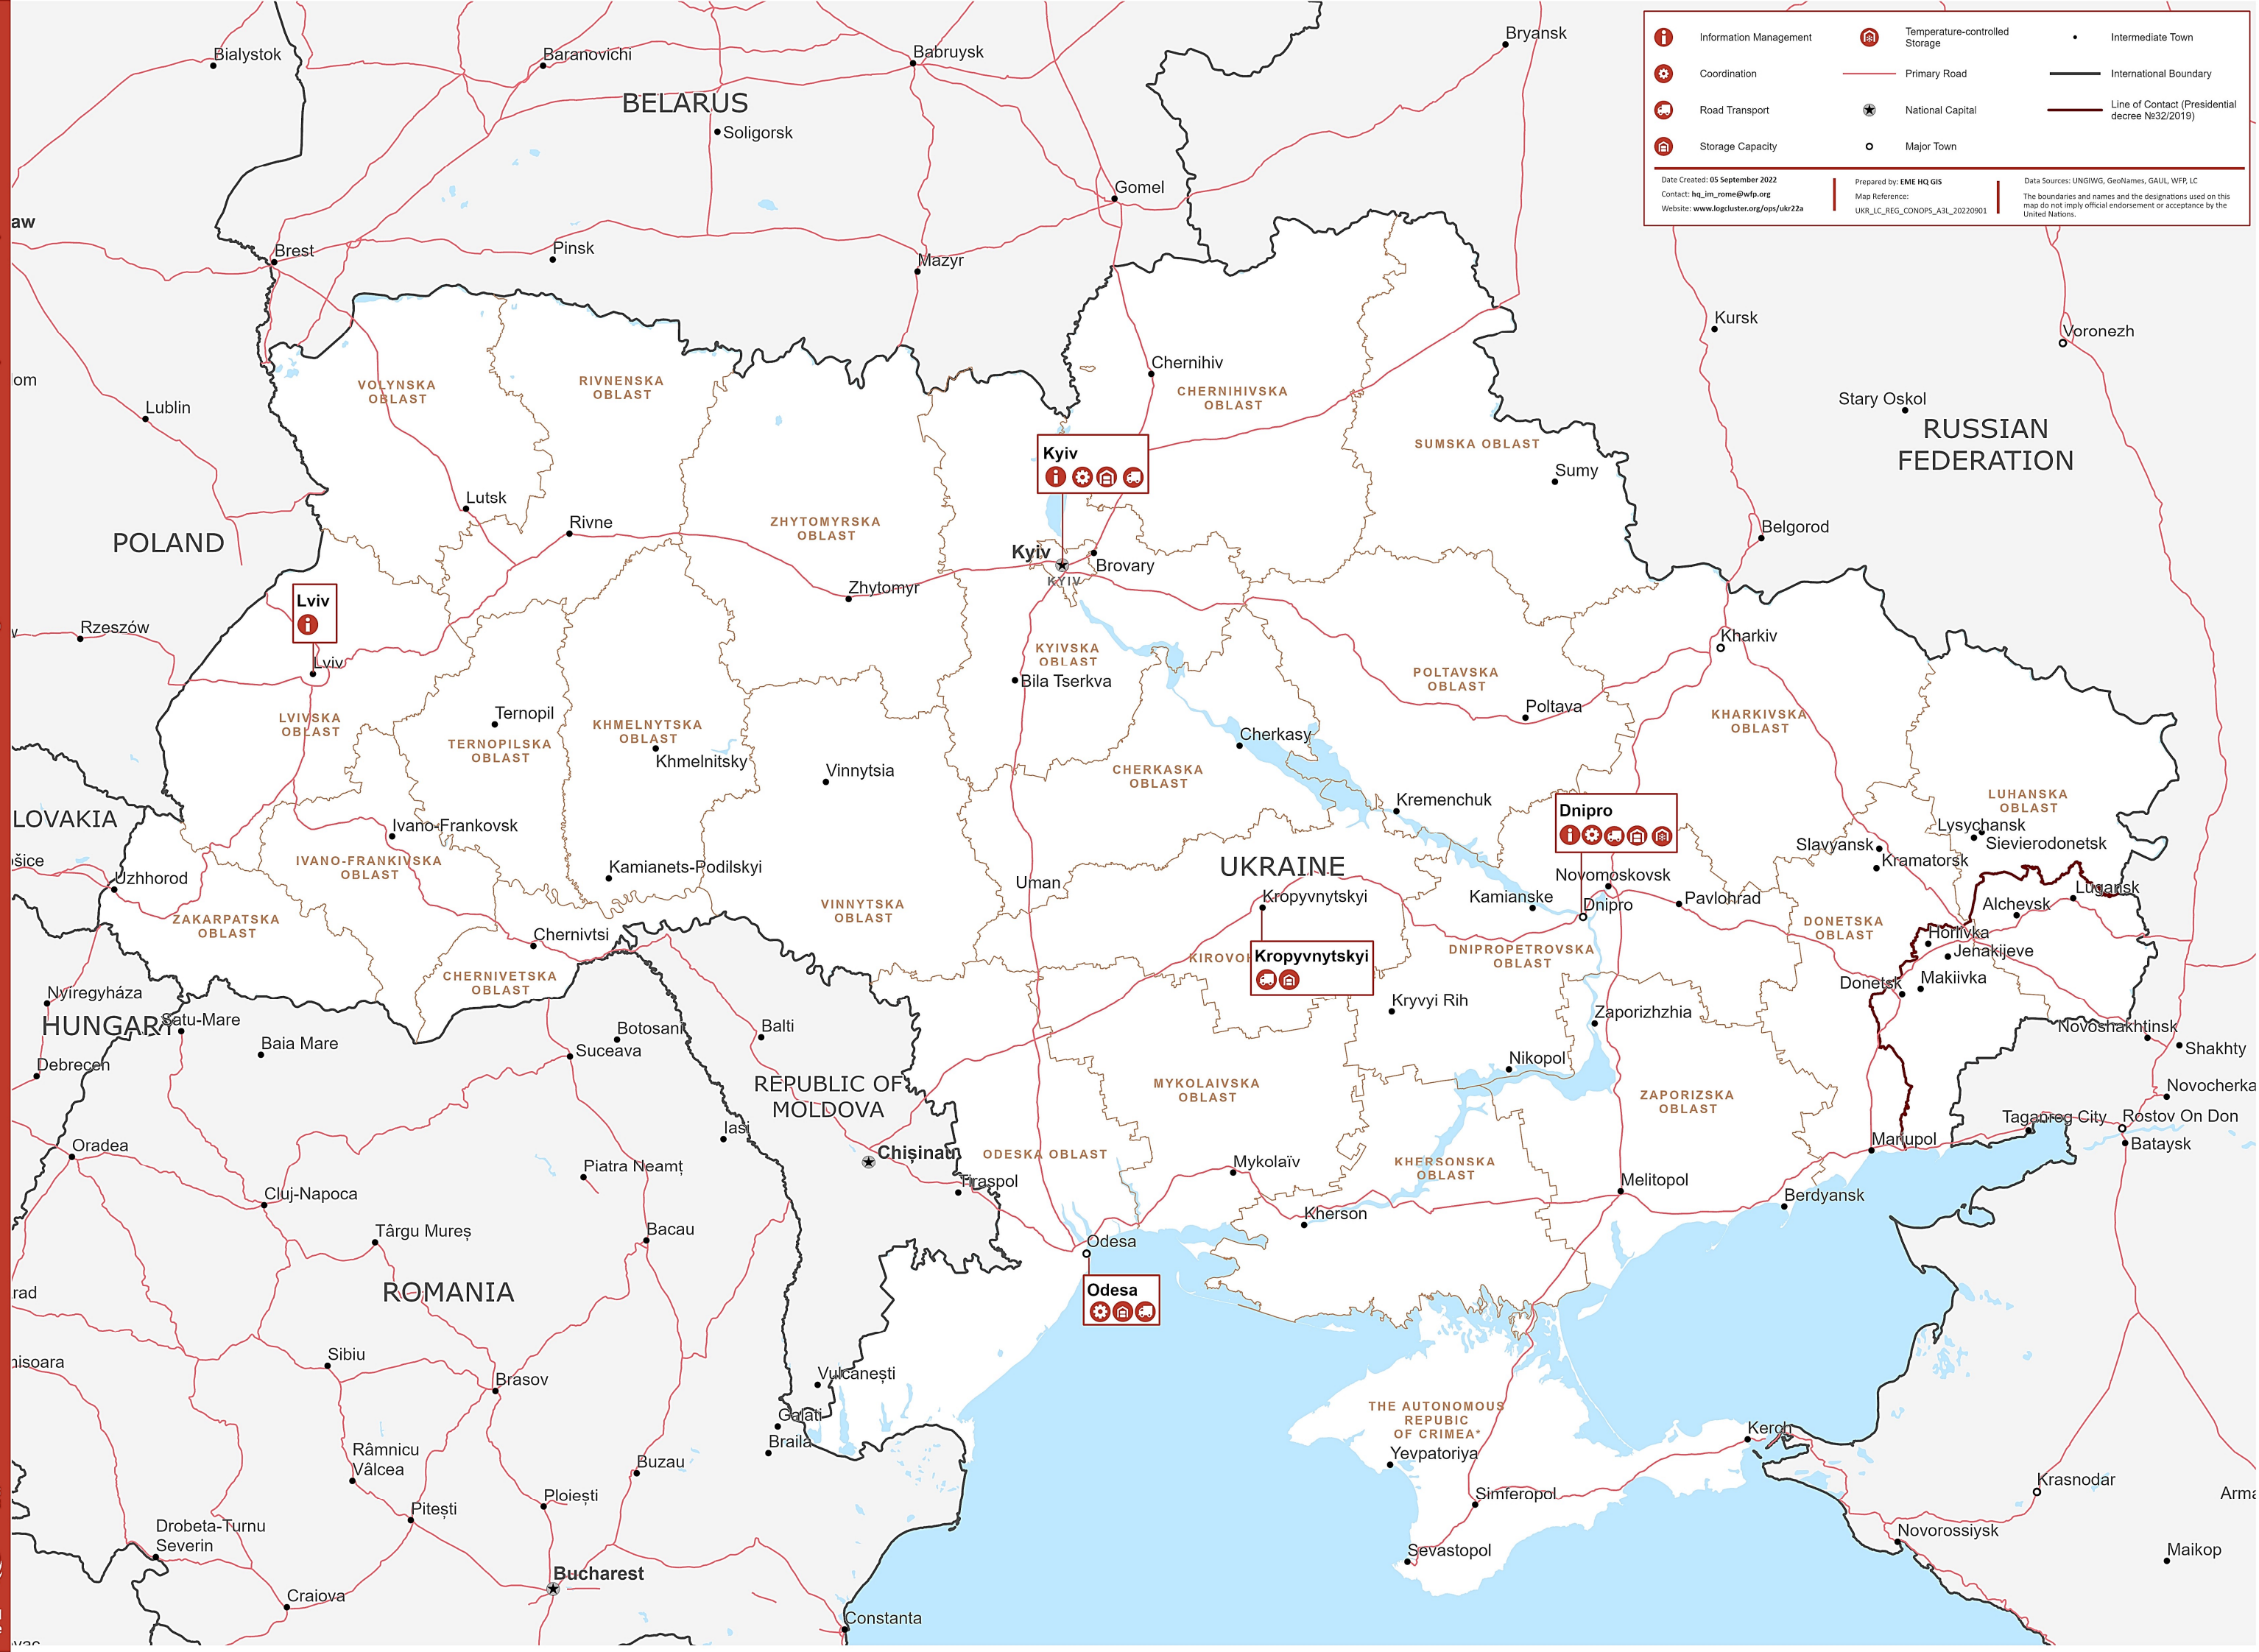 Information Management
Temperature-controlled
Storage
Intermediate Town
Coordination
Primary Road
International Boundary
Road Transport
National Capital
Line of Contact (Presidential
decree №32/2019)
Storage Capacity
Major Town
Date Created: 05 September 2022
Contact: hq_im_rome@wfp.org
Website: www.logcluster.org/ops/ukr22a
Prepared by: EME HQ GIS
Map Reference:
UKR_LC_REG_CONOPS_A3L_20220901
Data Sources: UNGIWG, GeoNames, GAUL, WFP, LC
The boundaries and names and the designations used on this
map do not imply official endorsement or acceptance by the
United Nations.
Bryansk
Bialystok
Baranovichi
Babruysk
BELARUS
Soligorsk
Gomel
aw
Brest
Pinsk
Mazyr
Kursk
Voronezh
Chernihiv
lom
VOLYNSKA
OBLAST
RIVNENSKA
OBLAST
CHERNIHIVSKA
OBLAST
Lublin
Stary Oskol
RUSSIAN
FEDERATION
SUMSKA OBLAST
Kyiv
Sumy
Lutsk
Rivne
ZHYTOMYRSKA
OBLAST
Belgorod
POLAND
Kyiv
Brovary
KYIV
Zhytomyr
Lviv
Rzeszów
Kharkiv
Lviv
KYIVSKA
OBLAST
Bila Tserkva
POLTAVSKA
OBLAST
Poltava
LVIVSKA
OBLAST
Ternopil
TERNOPILSKA
OBLAST
KHMELNYTSKA
OBLAST
Khmelnitsky
KHARKIVSKA
OBLAST
Cherkasy
Vinnytsia
CHERKASKA
OBLAST
Kremenchuk
Dnipro
LUHANSKA
OBLAST
LOVAKIA
Ivano-Frankovsk
Lysychansk
Sievierodonetsk
Slavyansk
Kramatorsk
ošice
IVANO-FRANKIVSKA
OBLAST
Kamianets-Podilskyi
UKRAINE
Uzhhorod
Uman
Novomoskovsk
Kropyvnytskyi
Kamianske
Dnipro
Pavlohrad
Lugansk
Alchevsk
ZAKARPATSKA
OBLAST
VINNYTSKA
OBLAST
DONETSKA
OBLAST
Chernivtsi
Horlivka
Jenakijeve
KIROVOH
Kropyvnytskyi
DNIPROPETROVSKA
OBLAST
CHERNIVETSKA
OBLAST
Donetsk
Makiivka
Nyiregyháza
Kryvyi Rih
Zaporizhzhia
HUNGARY
Satu-Mare
Botosani
Balti
Novoshakhtinsk
Shakhty
Baia Mare
Suceava
Nikopol
Debrecen
REPUBLIC OF
MOLDOVA
MYKOLAIVSKA
OBLAST
ZAPORIZSKA
OBLAST
Novocherka
Iasi
Taganrog City
Rostov On Don
Bataysk
Oradea
Chișinau
ODESKA OBLAST
Mariupol
Piatra Neamț
Tiraspol
Mykolaïv
KHERSONSKA
OBLAST
Melitopol
Cluj-Napoca
Berdyansk
Kherson
Târgu Mureș
Bacau
Odesa
Odesa
ROMANIA
rad
Sibiu
nisoara
Brasov
Vulcanești
Galati
Braila
THE AUTONOMOUS
REPUBIC
OF CRIMEA*
Kerch
Yevpatoriya
Râmnicu
Vâlcea
Buzau
Krasnodar
Ploiești
Simferopol
Arma
Pitești
Drobeta-Turnu
Severin
Novorossiysk
Sevastopol
Maikop
Bucharest
Craiova
Constanta